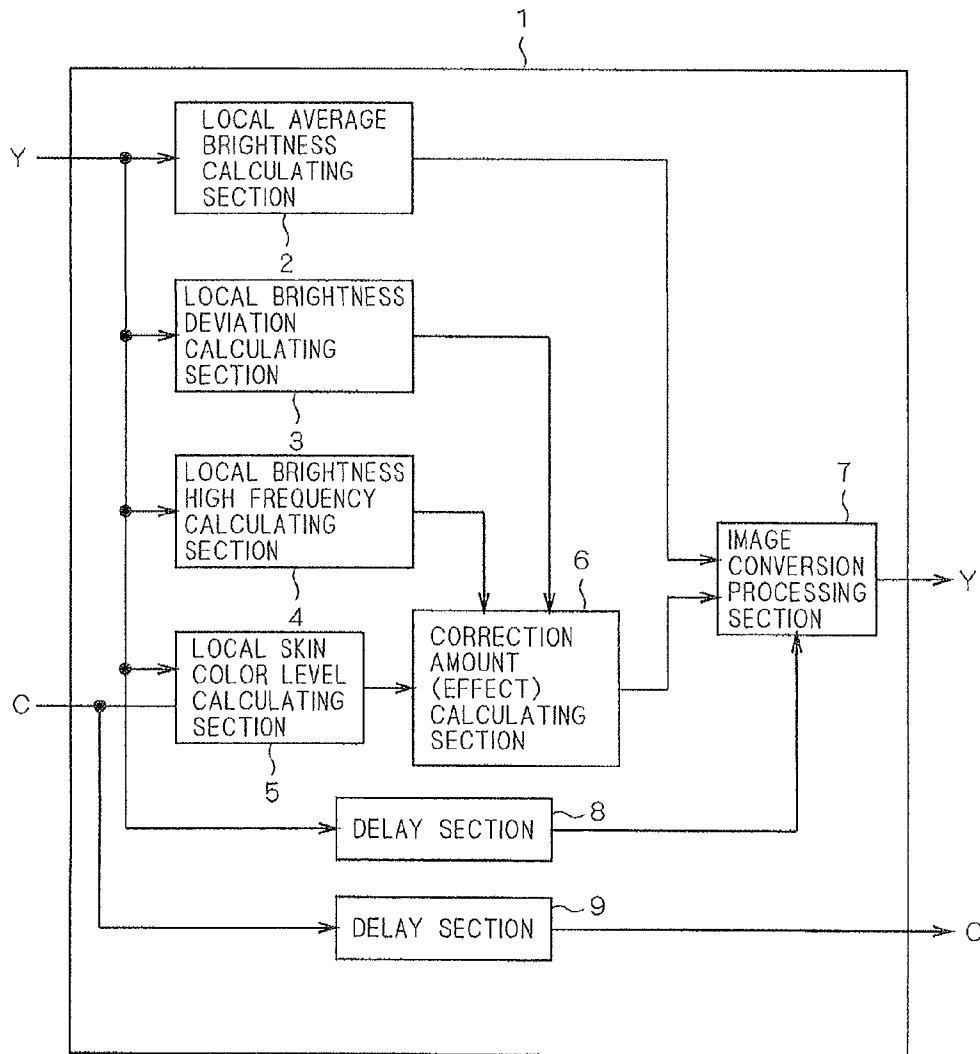 1
Y
LOCAL AVERAGE
BRIGHTNESS
CALCULATING
SECTION
2
LOCAL BRIGHTNESS
DEVIATION
CALCULATING
SECTION
3
LOCAL BRIGHTNESS
HIGH FREQUENCY
CALCULATING
SECTION
4
7
IMAGE
CONVERSION
PROCESSING
SECTION
Y
6
CORRECTION
AMOUNT
(EFFECT)
CALCULATING
SECTION
C
LOCAL SKIN
COLOR LEVEL
CALCULATING
SECTION
5
DELAY SECTION
8
DELAY SECTION
9
C